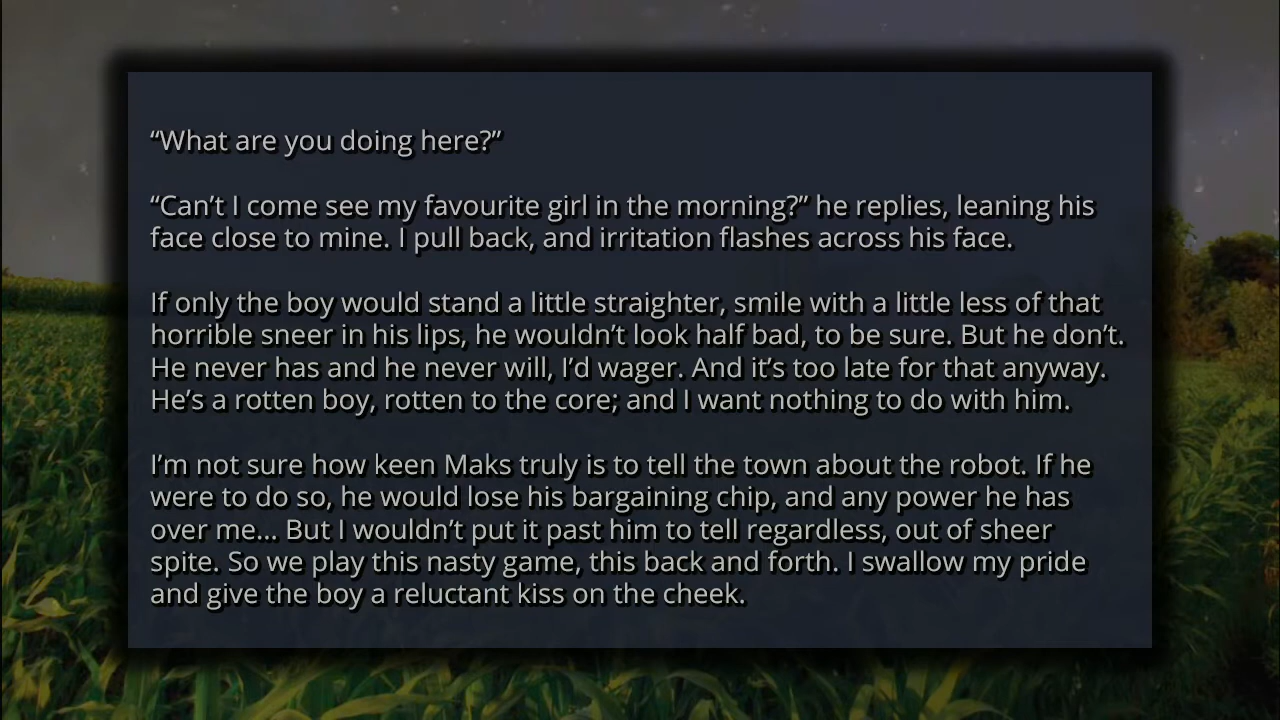 “What are you doing here?”
“Can’t I come see my favourite girl in the morning?” he replies, leaning his
face close to mine. I pull back, and irritation flashes across his face.
If only the boy would stand a little straighter, smile with a little less of that
horrible sneer in his lips, he wouldn’t look half bad, to be sure. But he don’t.
He never has and he never will, I’d wager. And it’s too late for that anyway.
He’s a rotten boy, rotten to the core; and I want nothing to do with him.
I’m not sure how keen Maks truly is to tell the town about the robot. If he
were to do so, he would lose his bargaining chip, and any power he has
over me... But I wouldn’t put it past him to tell regardless, out of sheer
spite. So we play this nasty game, this back and forth. I swallow my pride
and give the boy a reluctant kiss on the cheek.